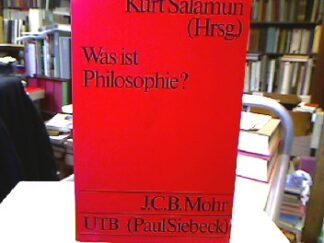 Kurt Salamun
(Hrsg.)
Was ist
Philosophie?
J.C.B. Mohr
UTB (Paul Siebeck)